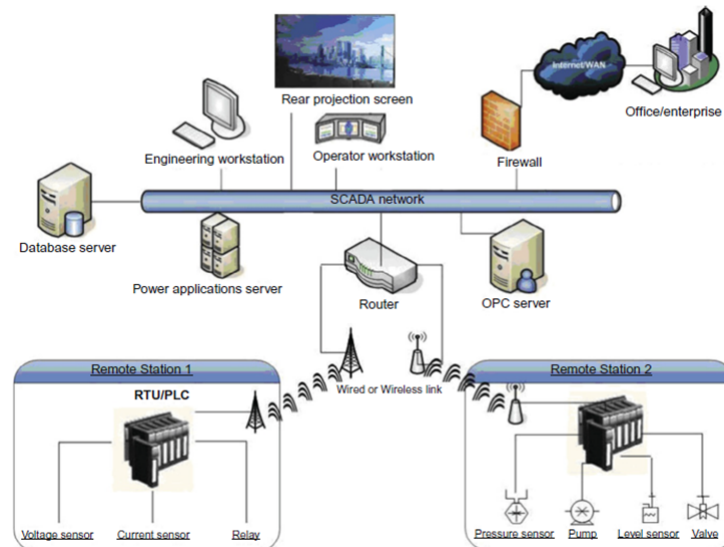 Internet/WAN
Rear projection screen
Office/enterprise
Engineering workstation
Operator workstation
Firewall
SCADA network
Database server
Power applications server
Router
OPC server
Remote Station 1
Remote Station 2
Wired or Wireless link
RTU/PLC
Voltage sensor
Current sensor
Relay
Pressure sensor
Pump
Level sensor
Valve